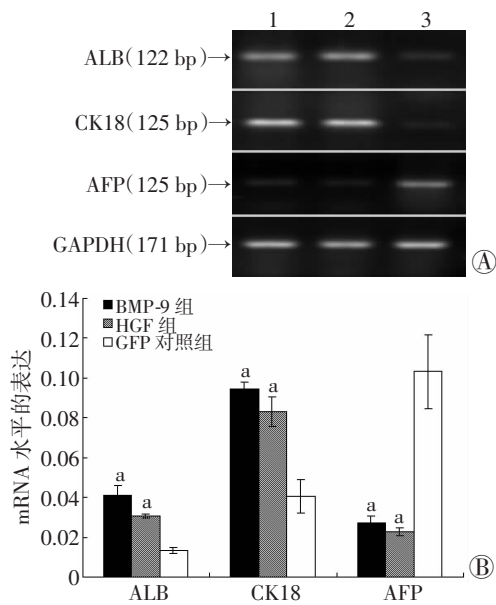 1 2 3
ALB(122 bp)→
CK18(125 bp)→
AFP(125 bp)→
GAPDH(171 bp)→
Ⓐ
0.14
0.12
0.10
0.08
0.06
0.04
0.02
0
mRNA 水平的表达
BMP-9 组
HGF 组
GFP 对照组
a a
a a
a a
ALB CK18 AFP
Ⓑ